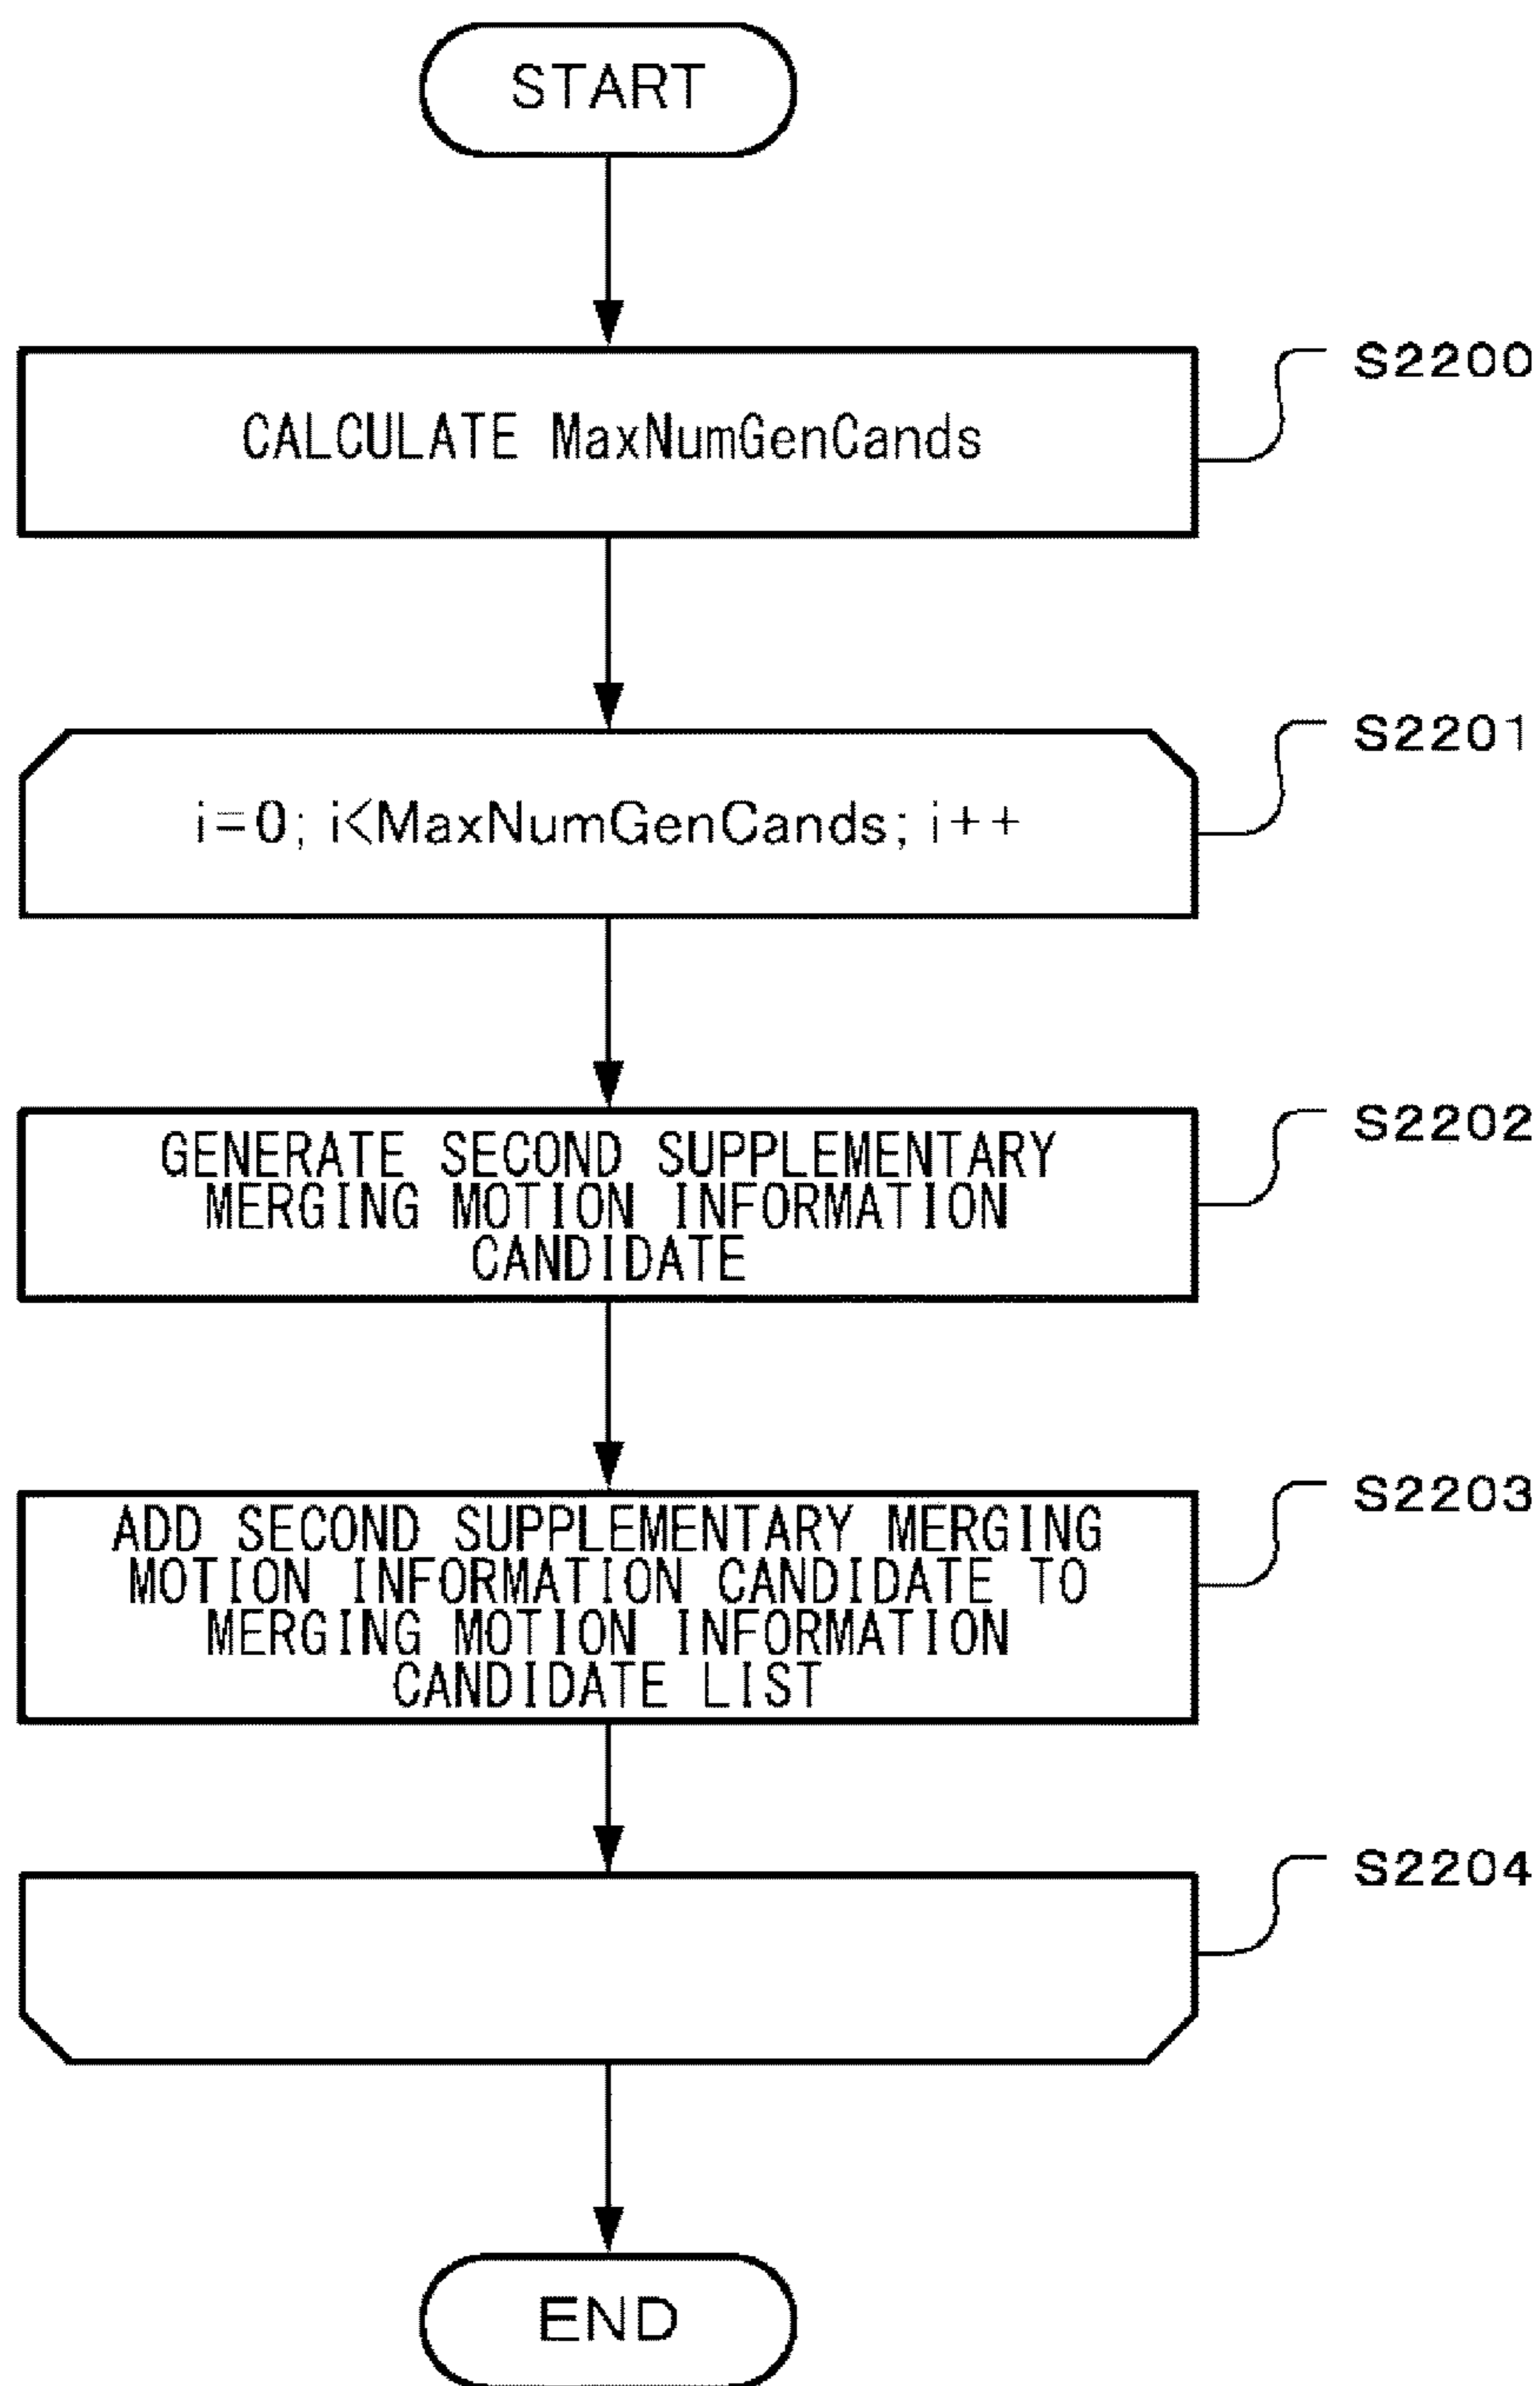 START
CALCULATE MaxNumGenCands
S2200
i=0; i<MaxNumGenCands; i++
S2201
GENERATE SECOND SUPPLEMENTARY
MERGING MOTION INFORMATION
CANDIDATE
S2202
ADD SECOND SUPPLEMENTARY MERGING
MOTION INFORMATION CANDIDATE TO
MERGING MOTION INFORMATION
CANDIDATE LIST
S2203
S2204
END